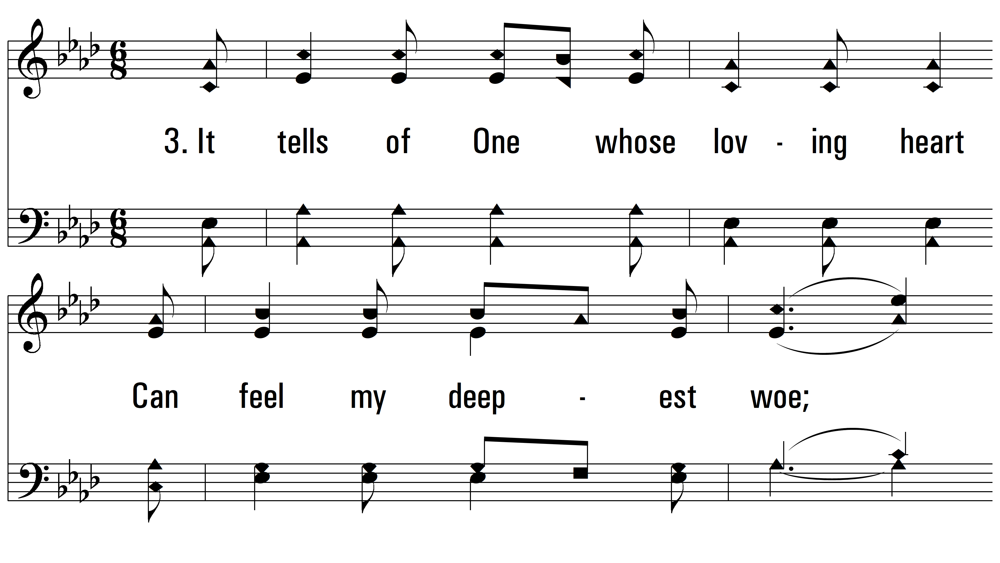 3. It tells of One whose lov - ing heart
Can feel my deep - est woe;